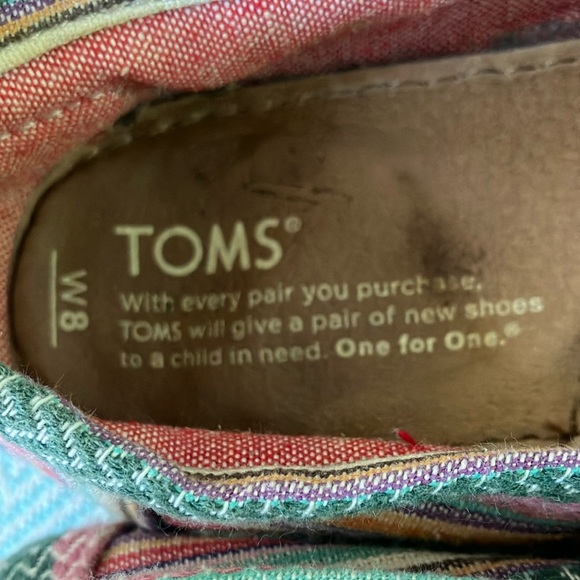 TOMS®
W8
With every pair you purchase,
TOMS will give a pair of new shoes
to a child in need. One for One.®